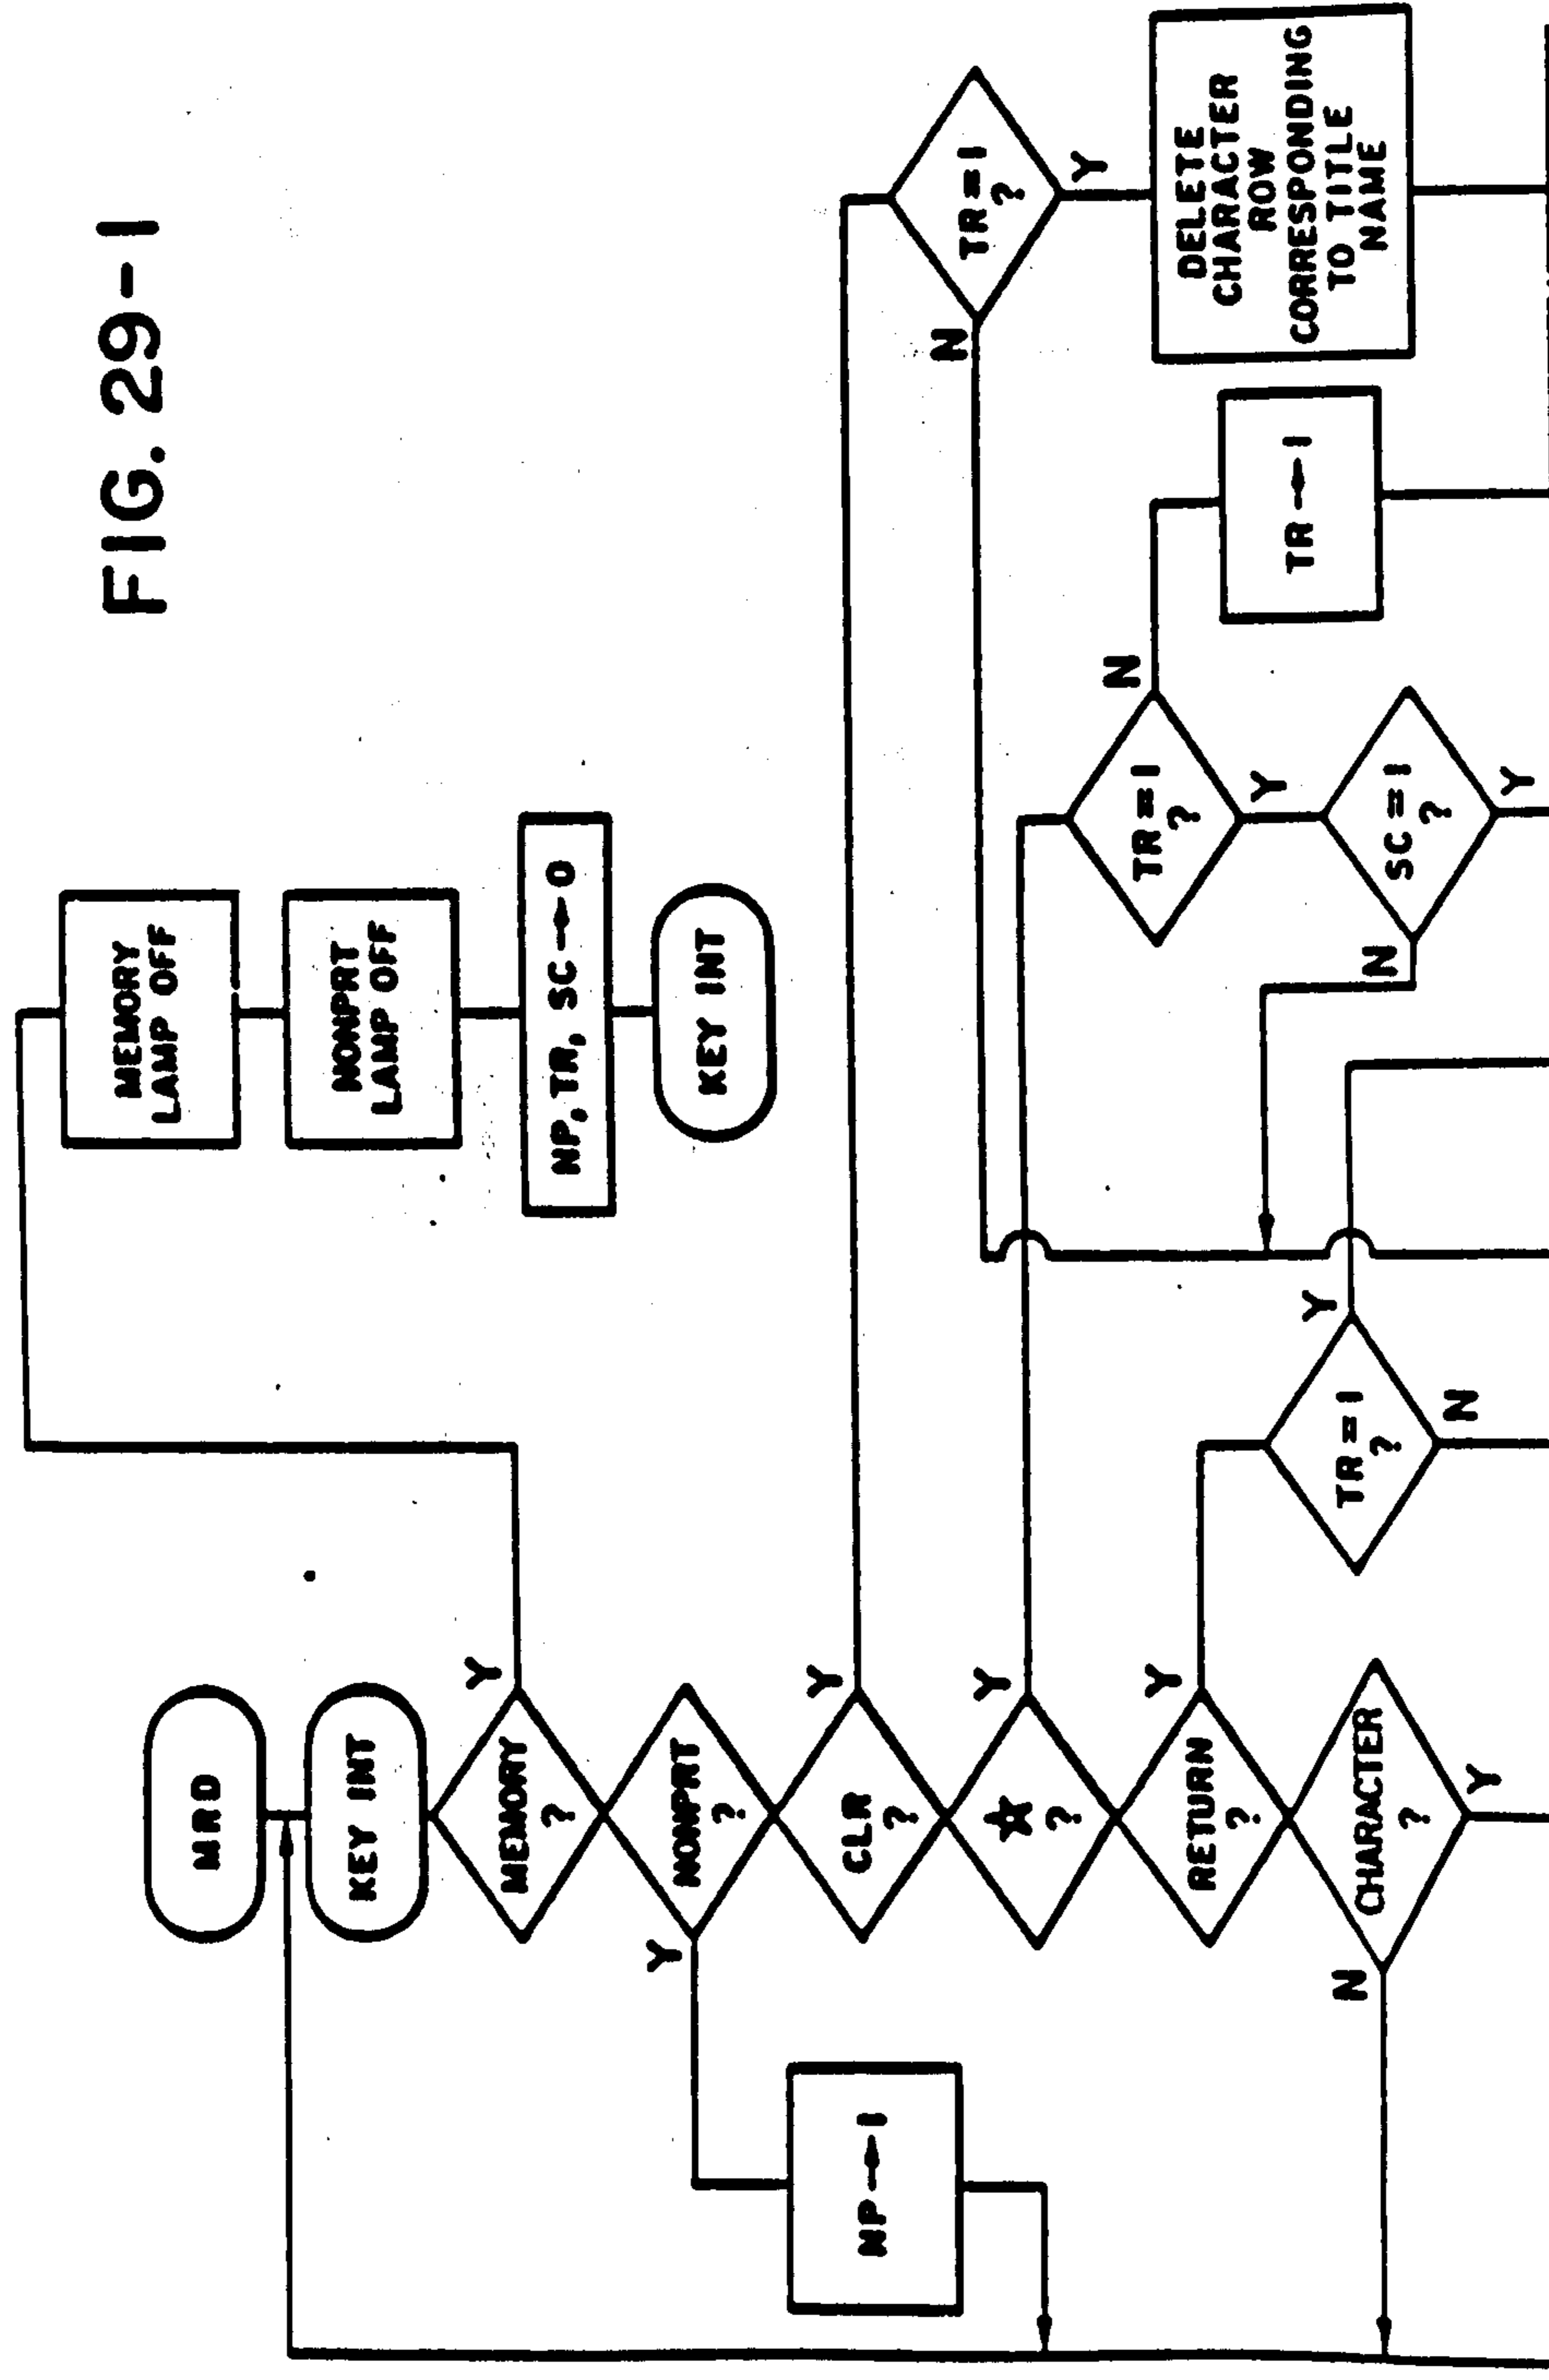 FIG. 29-1
MRD
KEY INT
MEMORY
?
Y
MEMORY
LAMP OFF
NONPRT
LAMP OFF
NP, TR, SC→0
KEY INT
NONPRT
?
Y
NP→1
CLR
?
Y
TR=1
?
N
Y
DELETE
CHARACTER
ROW
CORRESPONDING
TO TITLE
NAME
☆
?
Y
TR=1
?
N
Y
TR→1
SC=1
?
N
Y
RETURN
?
Y
TR=1
?
Y
N
CHARACTER
?
N
Y